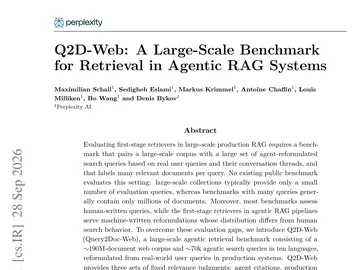 perplexity
Q2D-Web: A Large-Scale Benchmark
for Retrieval in Agentic RAG Systems
Maximilian Schall¹, Sedigheh Eslami¹, Markus Krimmel¹, Antoine Chaffin¹, Louis
Milliken¹, Bo Wang¹ and Denis Bykov¹
¹Perplexity AI
Abstract
Evaluating first-stage retrievers in large-scale production RAG requires a bench-
mark that pairs a large-scale corpus with a large set of agent-reformulated
search queries based on real user queries and their conversation threads, and
that labels many relevant documents per query. No existing public benchmark
evaluates this setting: large-scale collections typically provide only a small
number of evaluation queries, whereas benchmarks with many queries gener-
ally contain only millions of documents. Moreover, most benchmarks assess
human-written queries, while the first-stage retrievers in agentic RAG pipelines
serve machine-written reformulations whose distribution differs from human
search behavior. To overcome these evaluation gaps, we introduce Q2D-Web
(Query2Doc-Web), a large-scale agentic retrieval benchmark consisting of a
~190M-document web corpus and ~70k agentic search queries in ten languages,
reformulated from real-world user queries in production systems. Q2D-Web
provides three sets of fixed relevance judgments: agent citations, production
[cs.IR] 28 Sep 2026